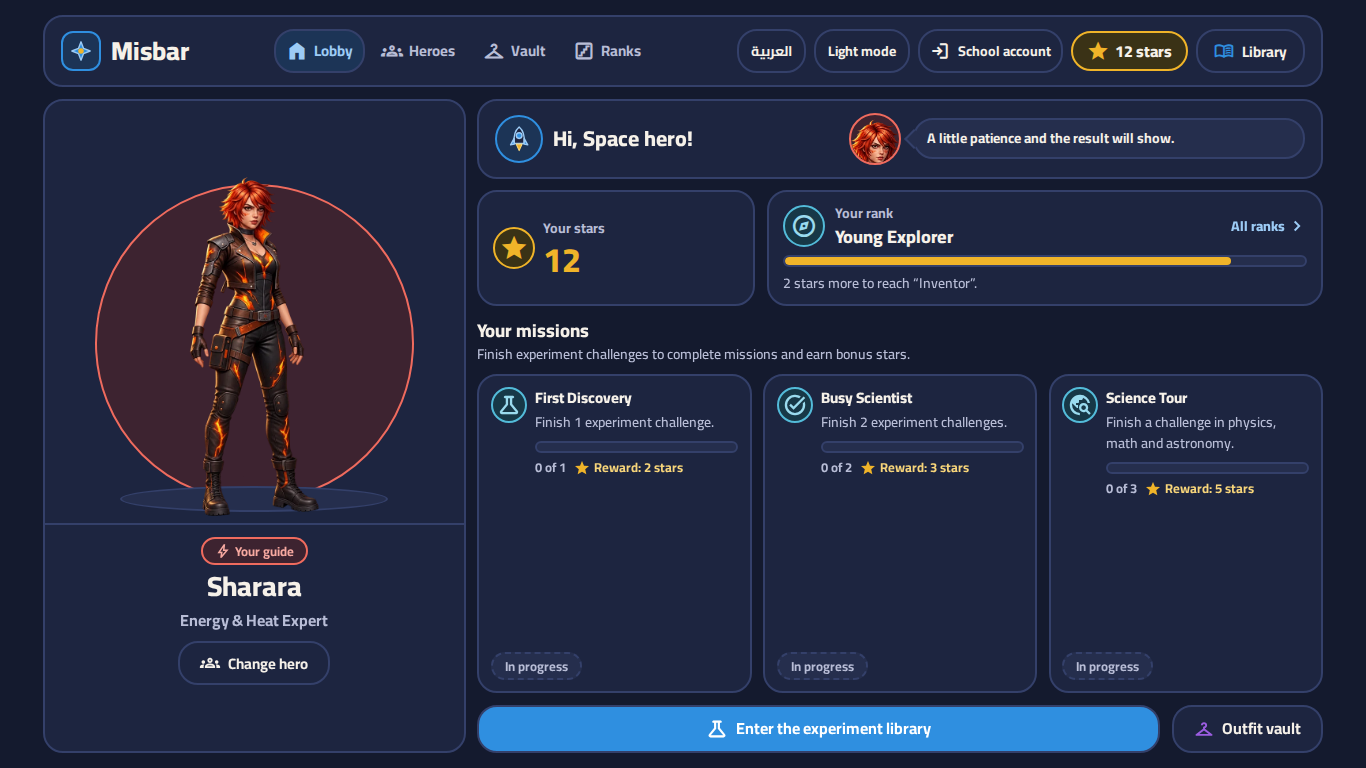 Misbar
Lobby
Heroes
Vault
Ranks
العربية
Light mode
School account
12 stars
Library
Hi, Space hero!
A little patience and the result will show.
Your stars
12
Your rank
Young Explorer
All ranks
2 stars more to reach “Inventor”.
Your missions
Finish experiment challenges to complete missions and earn bonus stars.
First Discovery
Finish 1 experiment challenge.
0 of 1
Reward: 2 stars
In progress
Busy Scientist
Finish 2 experiment challenges.
0 of 2
Reward: 3 stars
In progress
Science Tour
Finish a challenge in physics,
math and astronomy.
0 of 3
Reward: 5 stars
In progress
Your guide
Sharara
Energy & Heat Expert
Change hero
Enter the experiment library
Outfit vault